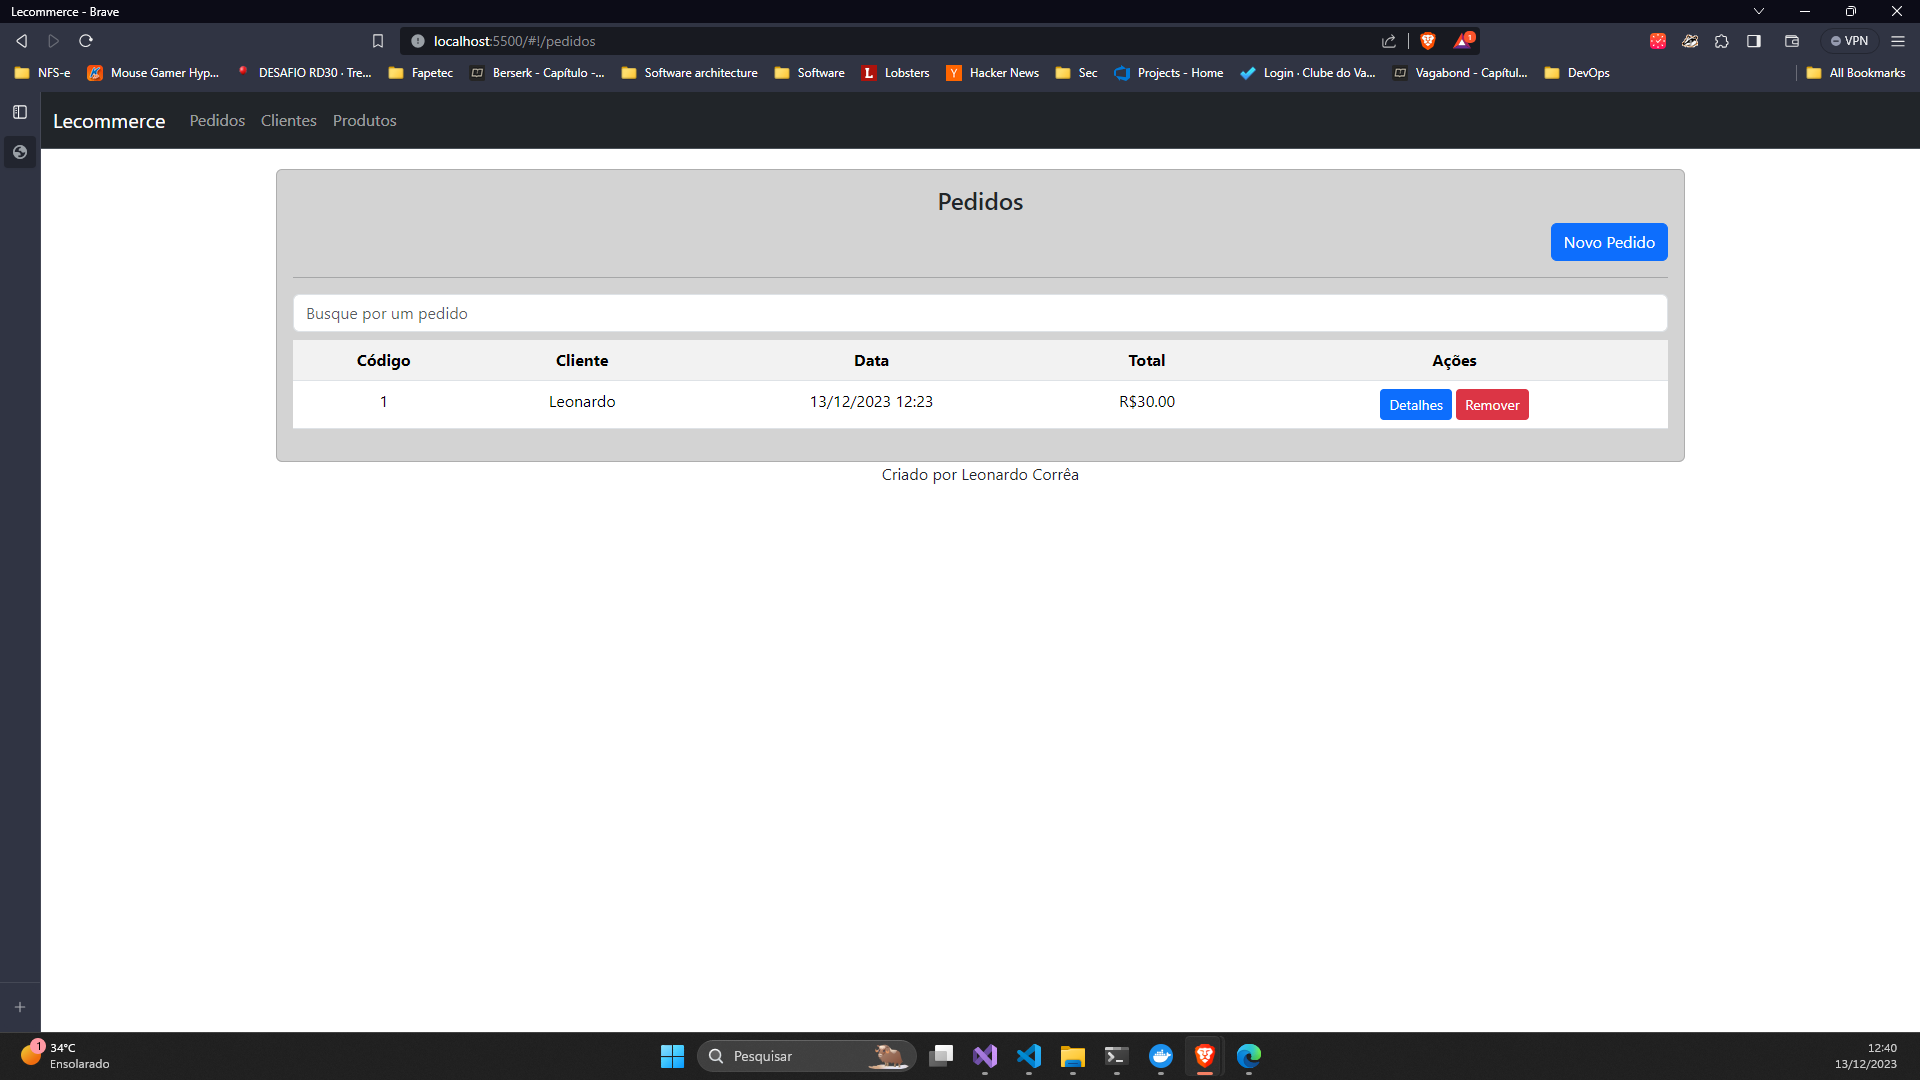 Lecommerce - Brave
localhost:5500/#!/pedidos
1
VPN
NFS-e Mouse Gamer Hyp... DESAFIO RD30 · Tre... Fapetec Berserk - Capítulo -... Software architecture Software L Lobsters Y Hacker News Sec Projects - Home Login · Clube do Va... Vagabond - Capítul... DevOps All Bookmarks
Lecommerce Pedidos Clientes Produtos
Pedidos
Novo Pedido
Busque por um pedido
Código Cliente Data Total Ações
1 Leonardo 13/12/2023 12:23 R$30.00 Detalhes Remover
Criado por Leonardo Corrêa
1
34°C
Ensolarado
Pesquisar
12:40
13/12/2023